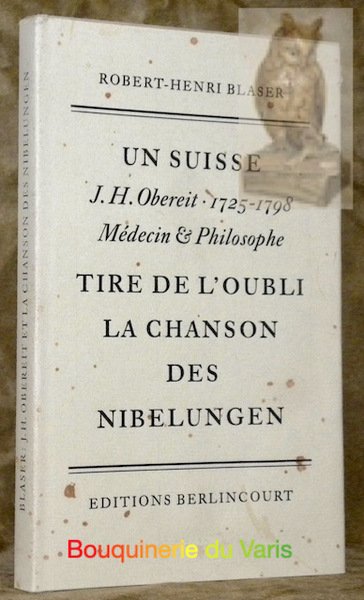 ROBERT-HENRI BLASER
UN SUISSE
J. H. Obereit · 1725-1798
Médecin & Philosophe
TIRE DE L'OUBLI
LA CHANSON
DES
NIBELUNGEN
EDITIONS BERLINCOURT
BLASER: J. H. OBEREIT ET LA CHANSON DES NIBELUNGEN
Bouquinerie du Varis